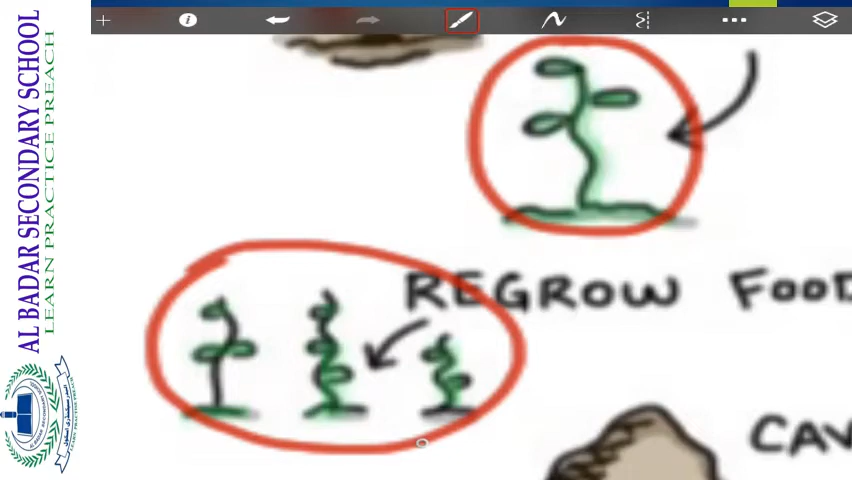 AL BADAR SECONDARY SCHOOL
LEARN PRACTICE PREACH
REGROW FOOD
CAV